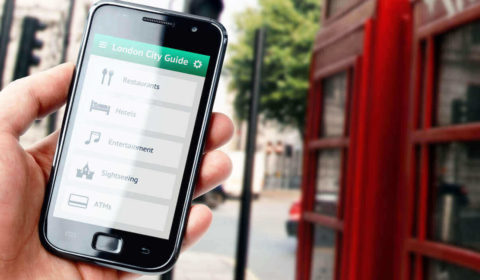 London City Guide
Restaurants
Hotels
Entertainment
Sightseeing
ATMs